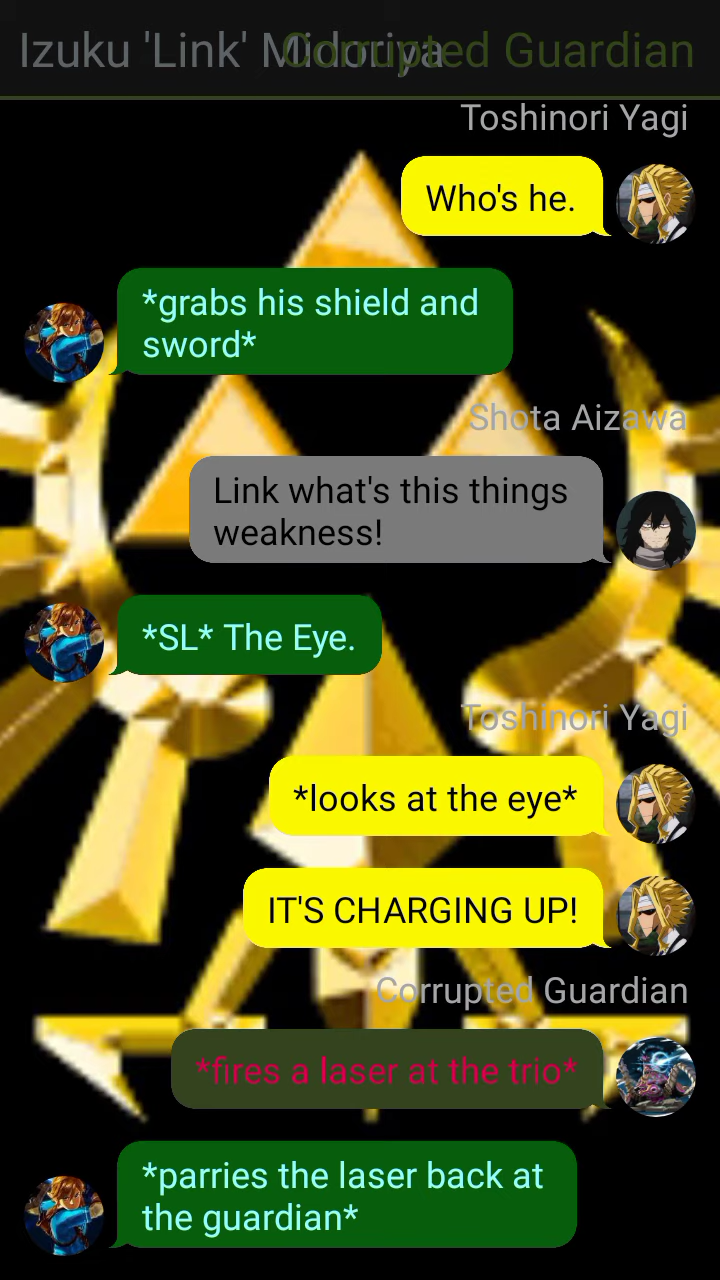 Izuku 'Link' Midoriya Corrupted Guardian
Toshinori Yagi
Who's he.
*grabs his shield and
sword*
Shota Aizawa
Link what's this things
weakness!
*SL* The Eye.
Toshinori Yagi
*looks at the eye*
IT'S CHARGING UP!
Corrupted Guardian
*fires a laser at the trio*
*parries the laser back at
the guardian*